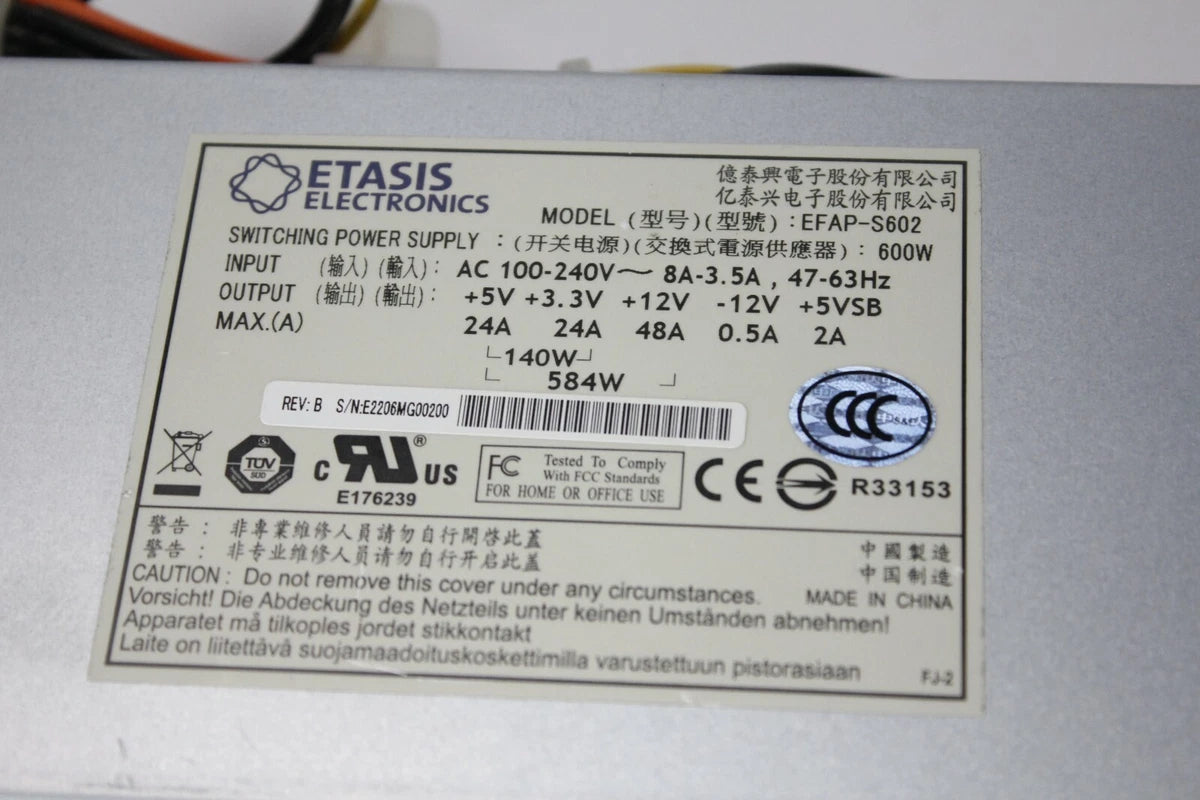 ETASIS
ELECTRONICS
億泰興電子股份有限公司
亿泰兴电子股份有限公司
MODEL (型号)(型號) : EFAP-S602
SWITCHING POWER SUPPLY : (开关电源)(交換式電源供應器) : 600W
INPUT (输入) (輸入) : AC 100-240V~ 8A-3.5A , 47-63Hz
OUTPUT (输出) (輸出) : +5V +3.3V +12V -12V +5VSB
MAX.(A) 24A 24A 48A 0.5A 2A
140W
584W
REV: B S/N:E2206MG00200
CCC
TÜV
SÜD
c RU US ®
E176239
FC Tested To Comply
With FCC Standards
FOR HOME OR OFFICE USE
CE
R33153
警告 : 非專業維修人員請勿自行開啓此蓋
警告 : 非专业维修人员请勿自行开启此盖
中國製造
中国制造
CAUTION : Do not remove this cover under any circumstances.
MADE IN CHINA
Vorsicht! Die Abdeckung des Netzteils unter keinen Umständen abnehmen!
Apparatet må tilkoples jordet stikkontakt
Laite on liitettävä suojamaadoituskoskettimilla varustettuun pistorasiaan
FJ-2